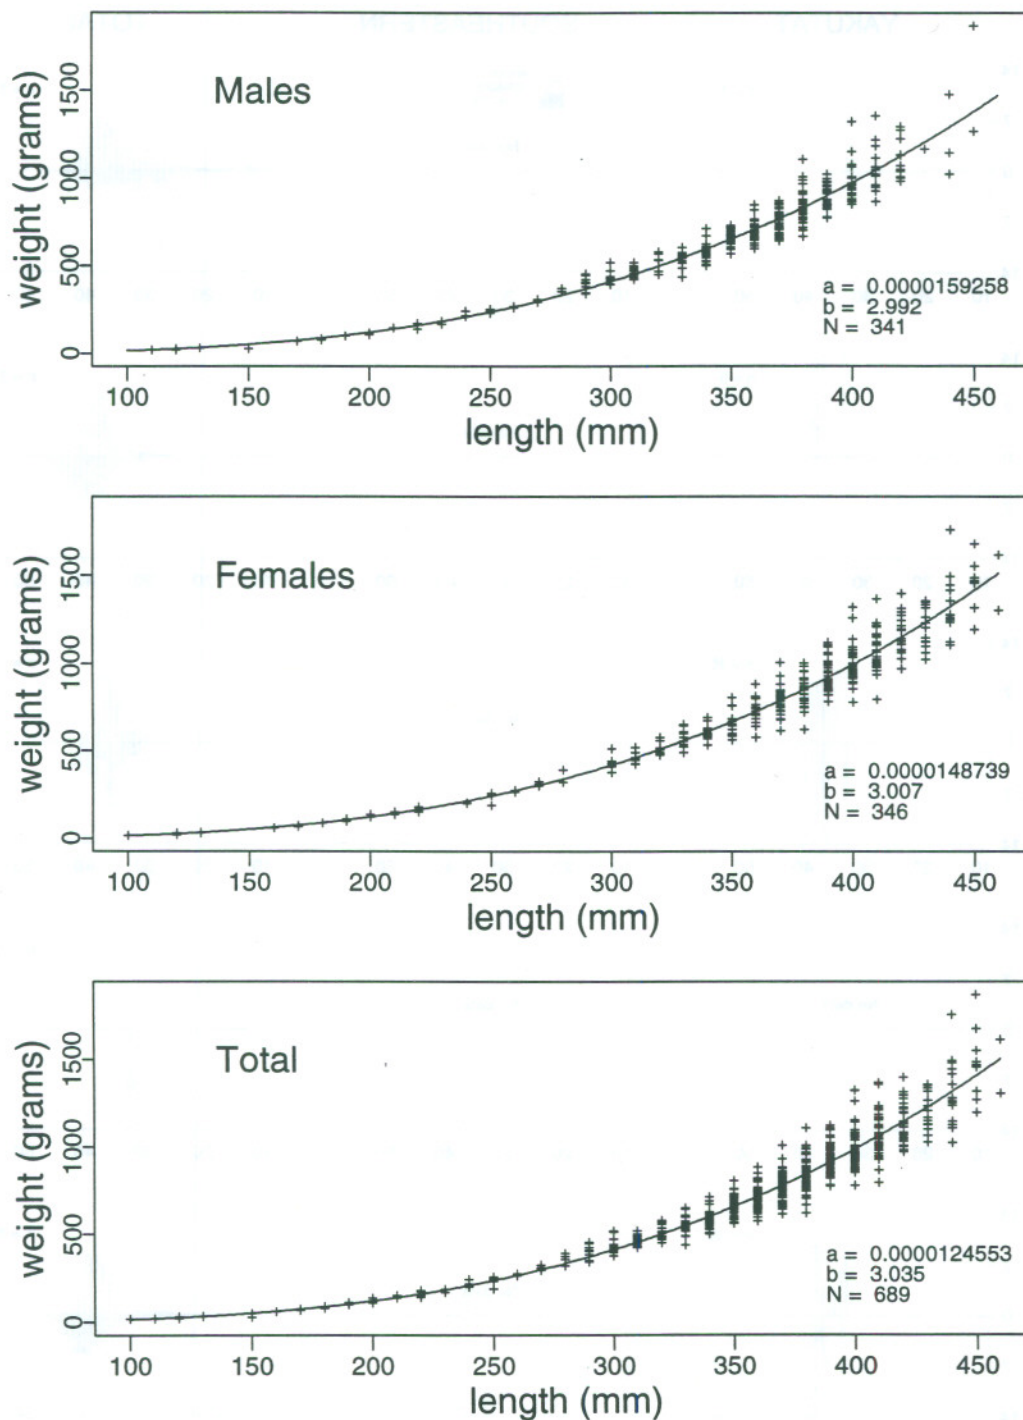 Males
weight (grams)
0 500 1000 1500
a = 0.0000159258
b = 2.992
N = 341
100 150 200 250 300 350 400 450
length (mm)
Females
weight (grams)
0 500 1000 1500
a = 0.0000148739
b = 3.007
N = 346
100 150 200 250 300 350 400 450
length (mm)
Total
weight (grams)
0 500 1000 1500
a = 0.0000124553
b = 3.035
N = 689
100 150 200 250 300 350 400 450
length (mm)